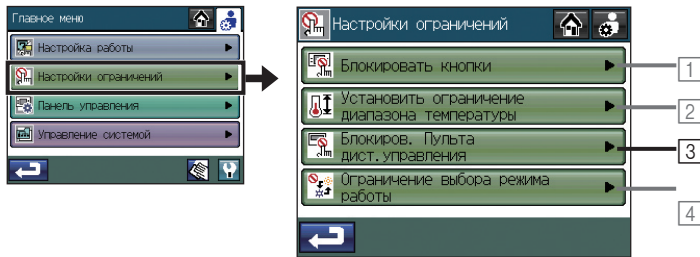 Главное меню
Настройка работы
Настройки ограничений
Панель управления
Управление системой
Настройки ограничений
Блокировать кнопки
1
Установить ограничение
диапазона температуры
2
Блокиров. Пульта
дист.управления
3
Ограничение выбора режима
работы
4